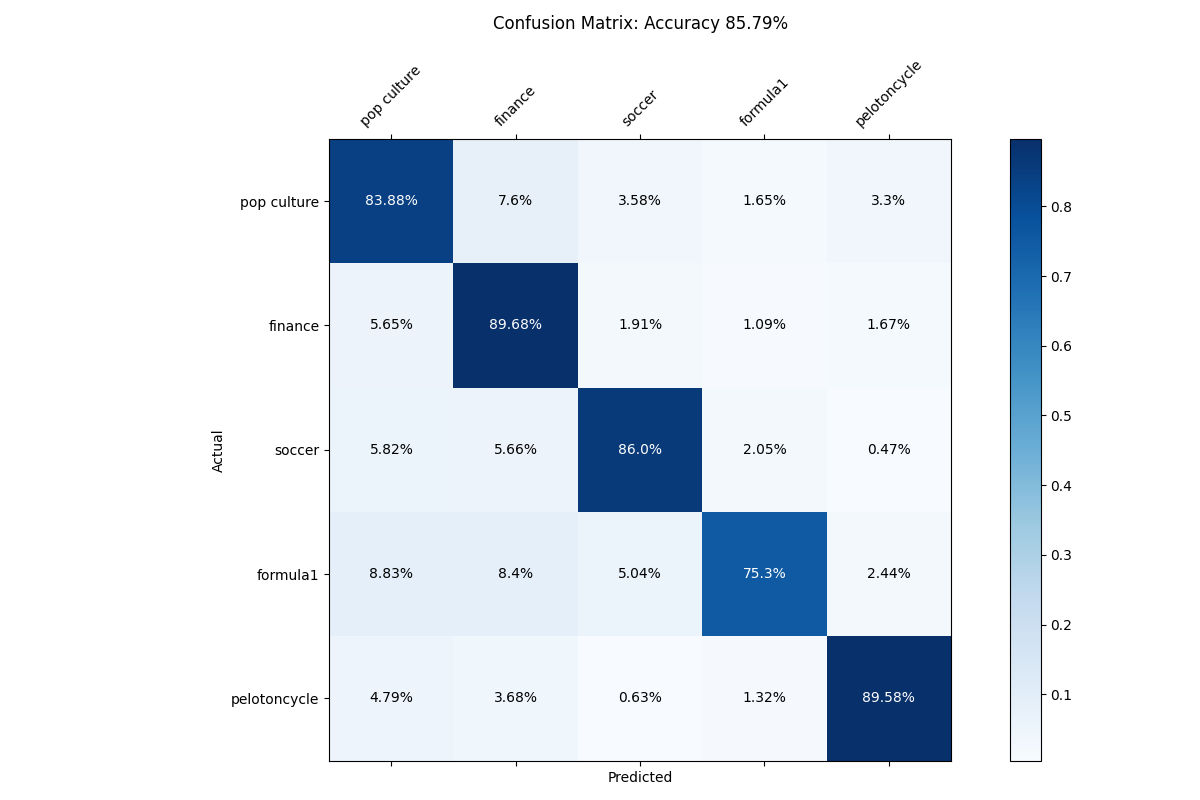 Confusion Matrix: Accuracy 85.79%
pop culture finance soccer formula1 pelotoncycle
pop culture 83.88% 7.6% 3.58% 1.65% 3.3%
finance 5.65% 89.68% 1.91% 1.09% 1.67%
soccer 5.82% 5.66% 86.0% 2.05% 0.47%
formula1 8.83% 8.4% 5.04% 75.3% 2.44%
pelotoncycle 4.79% 3.68% 0.63% 1.32% 89.58%
Actual
Predicted
0.8
0.7
0.6
0.5
0.4
0.3
0.2
0.1